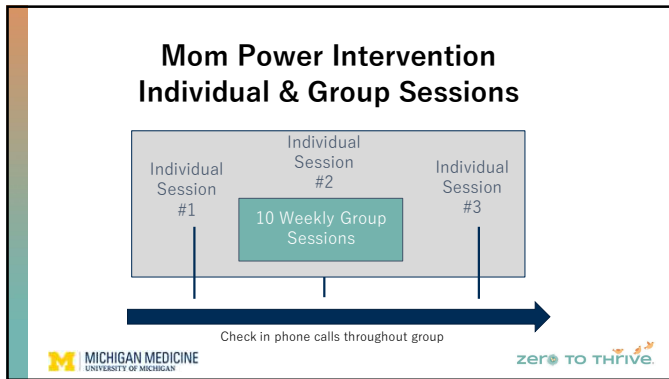 Mom Power Intervention
Individual & Group Sessions
Individual
Session
#1
Individual
Session
#2
10 Weekly Group
Sessions
Individual
Session
#3
Check in phone calls throughout group
M MICHIGAN MEDICINE
UNIVERSITY OF MICHIGAN
zero TO THrive